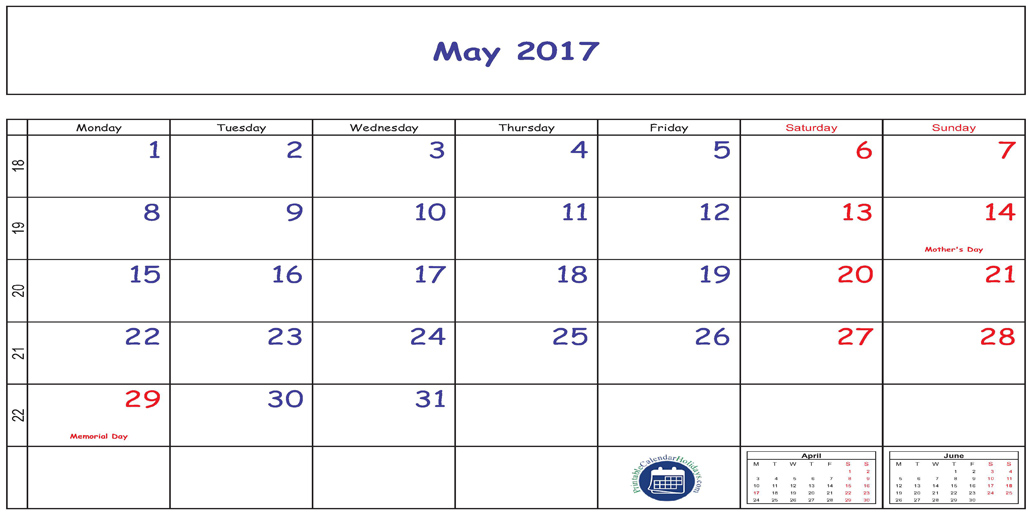 May 2017
Monday Tuesday Wednesday Thursday Friday Saturday Sunday
18 1 2 3 4 5 6 7
19 8 9 10 11 12 13 14
Mother's Day
20 15 16 17 18 19 20 21
21 22 23 24 25 26 27 28
22 29 30 31
Memorial Day
PrintableCalendarHolidays.com
April
M T W T F S S
1 2
3 4 5 6 7 8 9
10 11 12 13 14 15 16
17 18 19 20 21 22 23
24 25 26 27 28 29 30
June
M T W T F S S
1 2 3 4
5 6 7 8 9 10 11
12 13 14 15 16 17 18
19 20 21 22 23 24 25
26 27 28 29 30